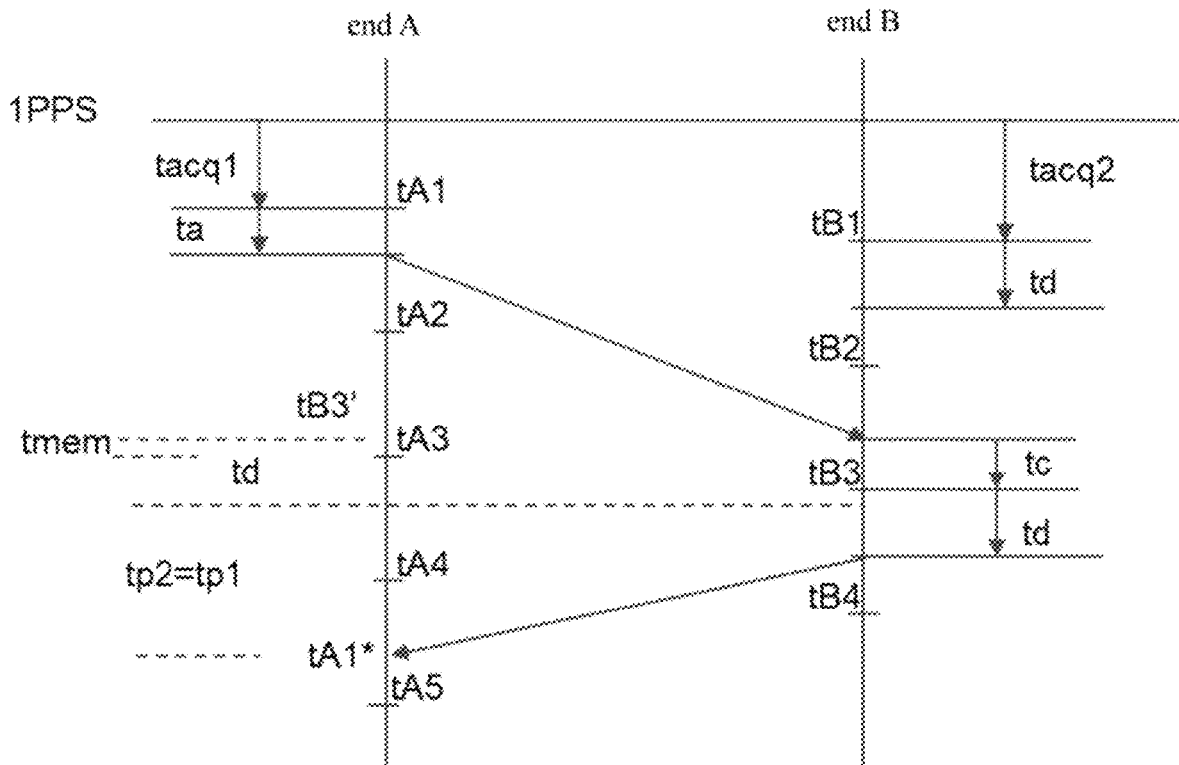 end A
end B
1PPS
tacq1
tacq2
tA1
ta
tB1
td
tA2
tB2
tB3'
tmem
tA3
td
tB3
tc
td
tp2=tp1
tA4
tB4
tA1*
tA5